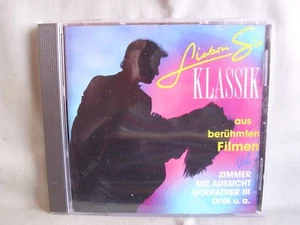 Lieben Sie
KLASSIK
aus
berühmten
Filmen
ZIMMER
MIT AUSSICHT
GODFATHER III
DIVA u. a.